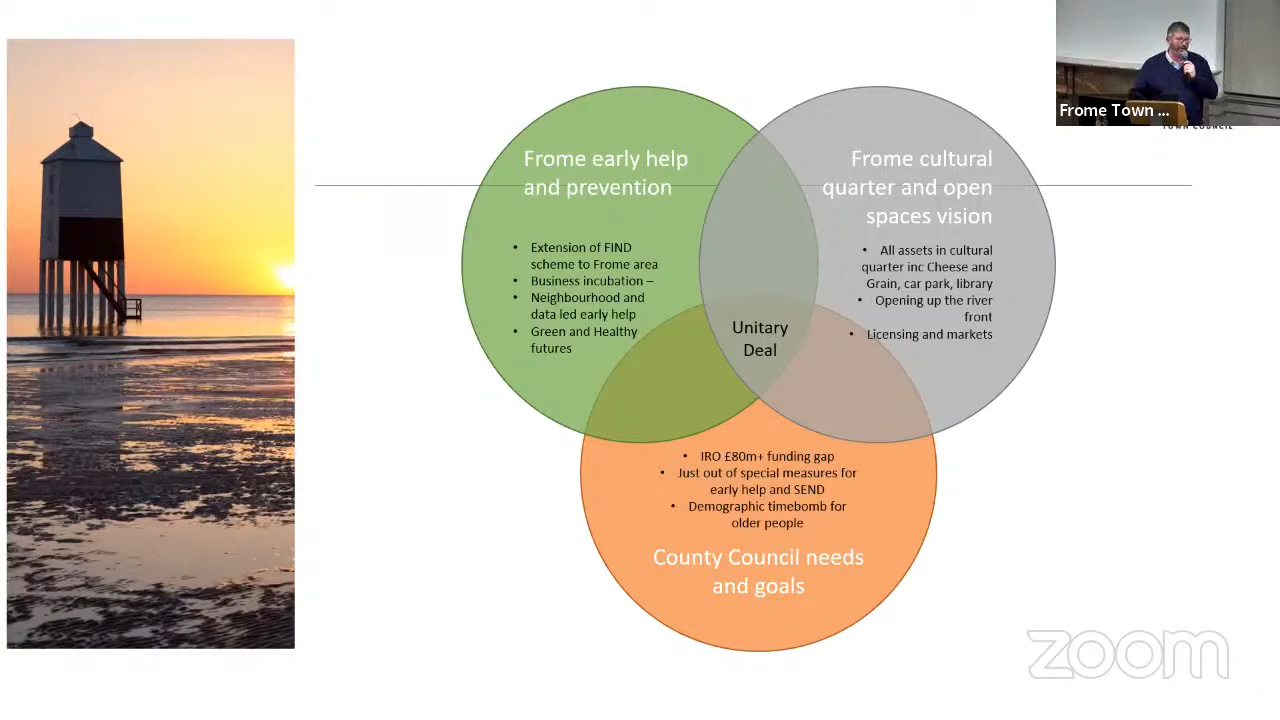 Frome Town ...
TOWN COUNCIL
Frome early help
and prevention
• Extension of FIND
scheme to Frome area
• Business incubation –
• Neighbourhood and
data led early help
• Green and Healthy
futures
Frome cultural
quarter and open
spaces vision
• All assets in cultural
quarter inc Cheese and
Grain, car park, library
• Opening up the river
front
• Licensing and markets
Unitary
Deal
• IRO £80m+ funding gap
• Just out of special measures for
early help and SEND
• Demographic timebomb for
older people
County Council needs
and goals
zoom